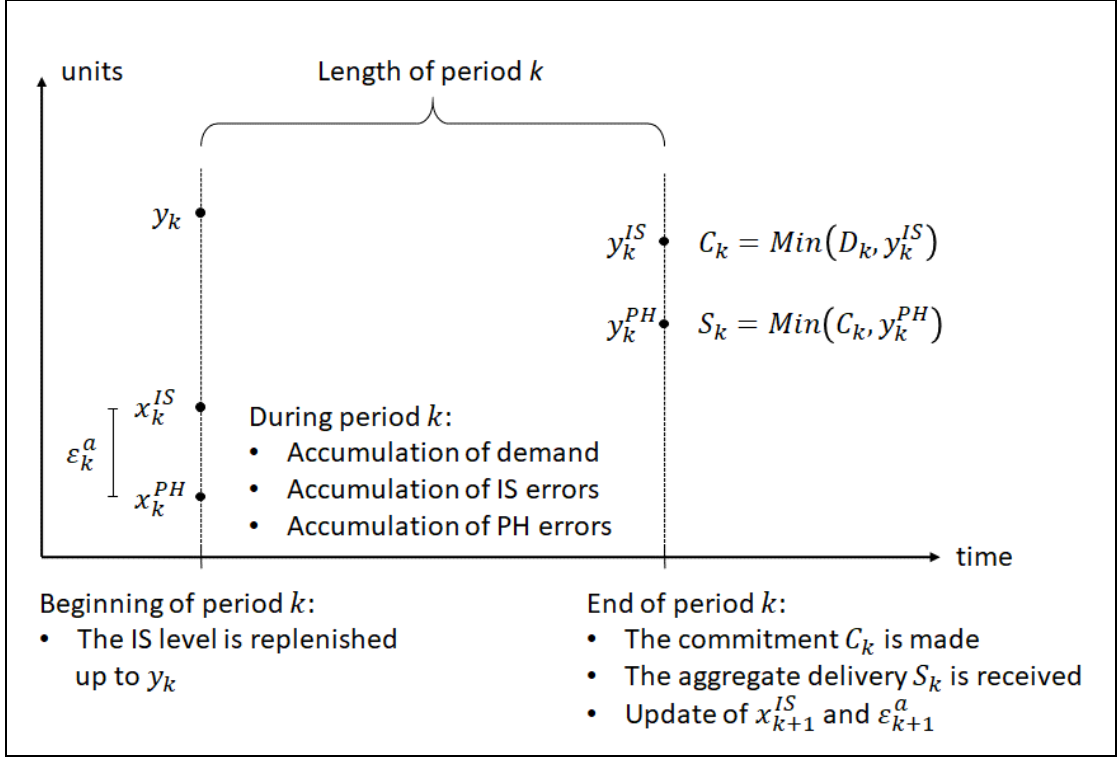 units
Length of period k
y_k
y_k^{IS}
C_k = Min(D_k, y_k^{IS})
y_k^{PH}
S_k = Min(C_k, y_k^{PH})
x_k^{IS}
ε_k^a
x_k^{PH}
During period k:
• Accumulation of demand
• Accumulation of IS errors
• Accumulation of PH errors
time
Beginning of period k:
• The IS level is replenished
up to y_k
End of period k:
• The commitment C_k is made
• The aggregate delivery S_k is received
• Update of x_{k+1}^{IS} and ε_{k+1}^a